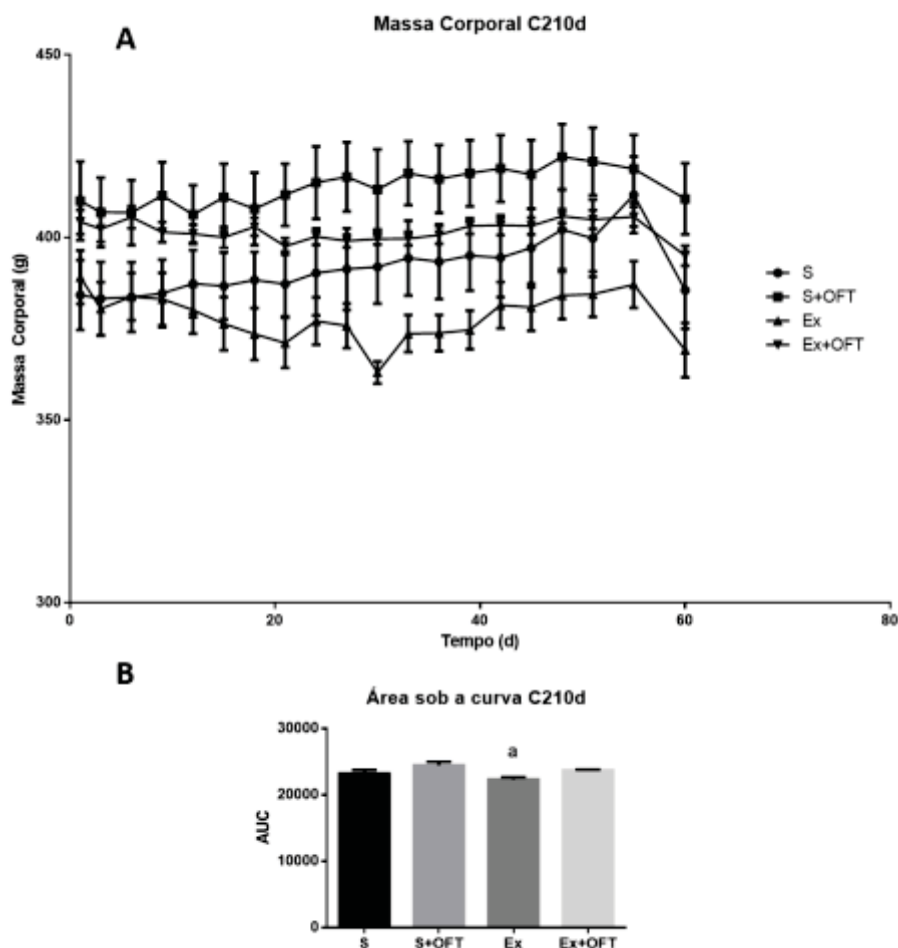 A
Massa Corporal C210d
450
400
350
300
Massa Corporal (g)
0 20 40 60 80
Tempo (d)
S
S+OFT
Ex
Ex+OFT
B
Área sob a curva C210d
30000
20000
10000
0
AUC
a
S S+OFT Ex Ex+OFT